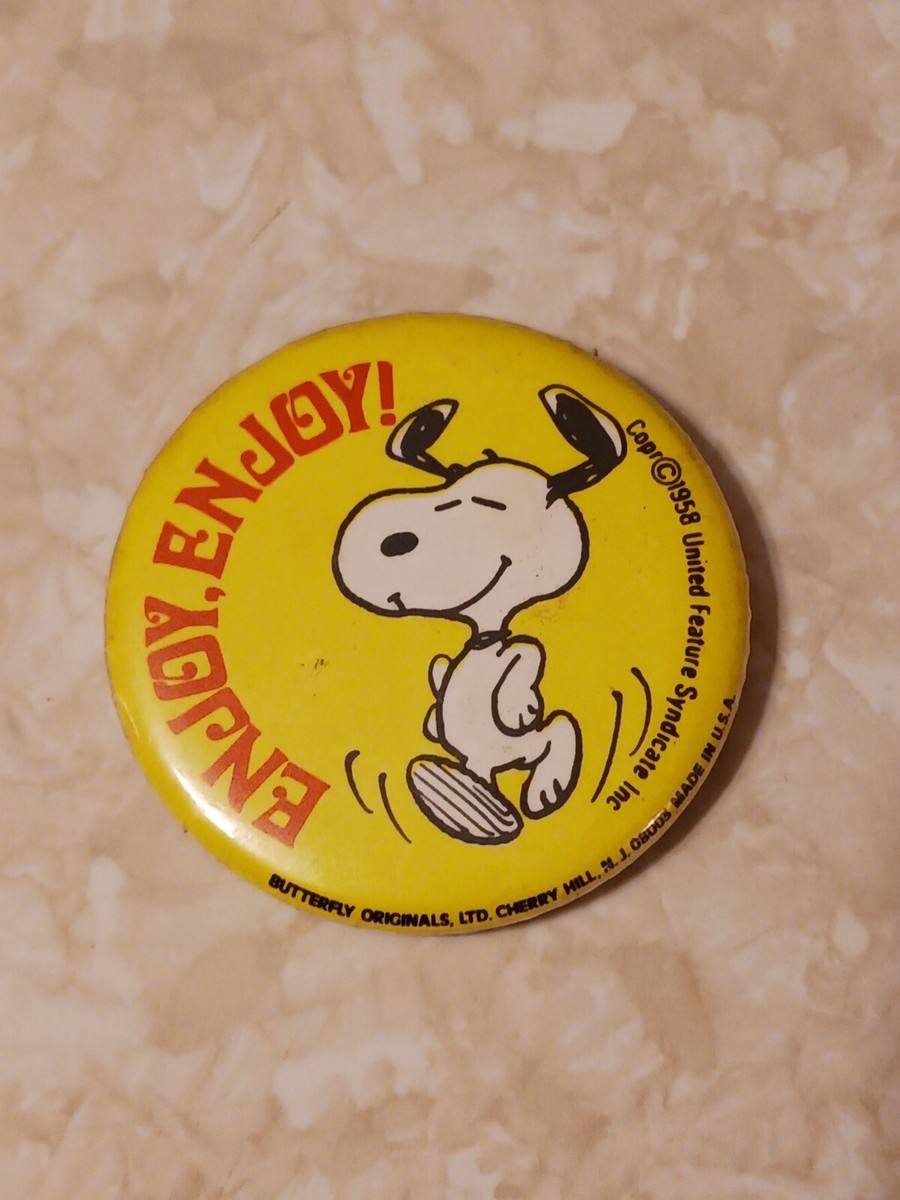 ENJOY, ENJOY!
Copr©1958 United Feature Syndicate Inc
BUTTERFLY ORIGINALS, LTD. CHERRY HILL, N.J. 08003 MADE IN U.S.A.